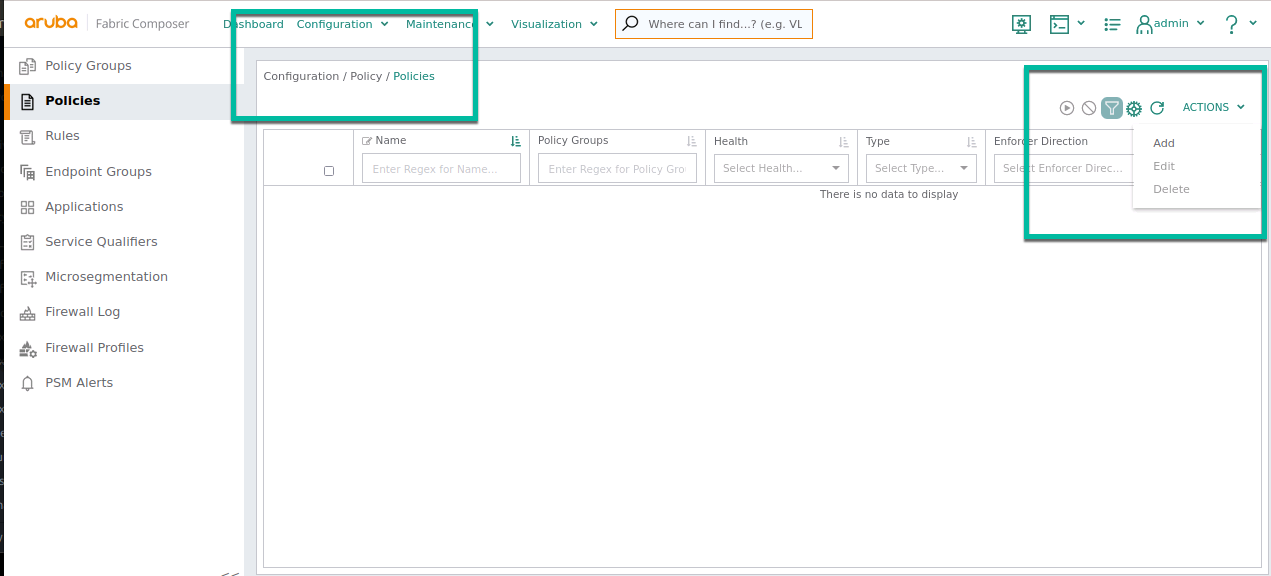 aruba Fabric Composer Dashboard Configuration Maintenance Visualization Where can I find...? (e.g. VL admin ?
Policy Groups
Policies
Rules
Endpoint Groups
Applications
Service Qualifiers
Microsegmentation
Firewall Log
Firewall Profiles
PSM Alerts
<<
Configuration / Policy / Policies
ACTIONS
Add
Edit
Delete
Name Policy Groups Health Type Enforcer Direction
Enter Regex for Name... Enter Regex for Policy Gro Select Health... Select Type... Select Enforcer Direc...
There is no data to display